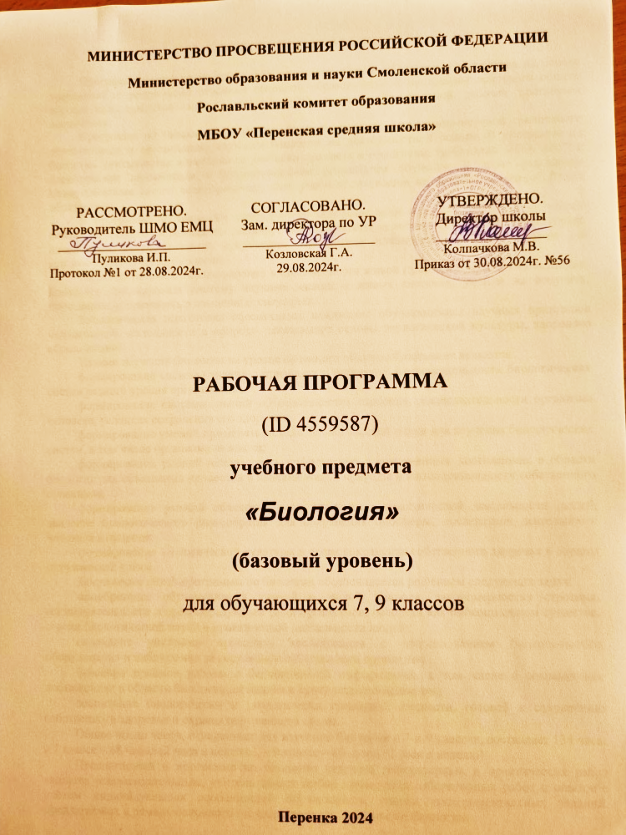 МИНИСТЕРСТВО ПРОСВЕЩЕНИЯ РОССИЙСКОЙ ФЕДЕРАЦИИ
Министерство образования и науки Смоленской области
Рославльский комитет образования
МБОУ «Перенская средняя школа»
РАССМОТРЕНО.
Руководитель ШМО ЕМЦ
Пуликова
Пуликова И.П.
Протокол №1 от 28.08.2024г.
СОГЛАСОВАНО.
Зам. директора по УР
Козловская Г.А.
29.08.2024г.
УТВЕРЖДЕНО.
Директор школы
Колпачкова М.В.
Приказ от 30.08.2024г. №56
РАБОЧАЯ ПРОГРАММА
(ID 4559587)
учебного предмета
«Биология»
(базовый уровень)
для обучающихся 7, 9 классов
Перенка 2024